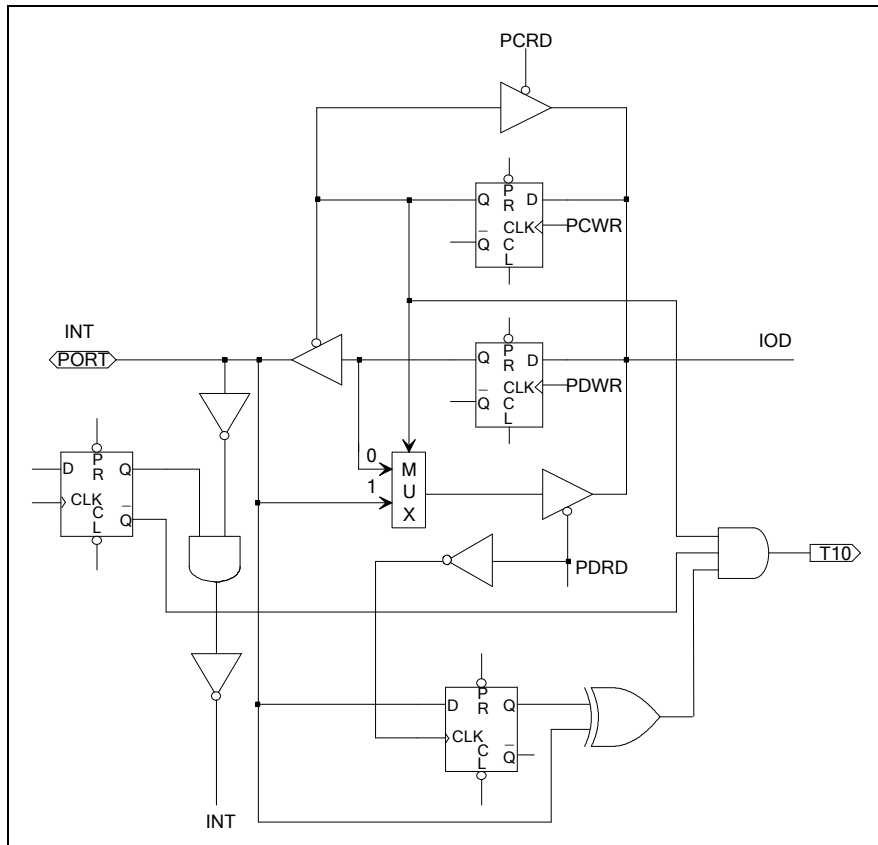 PCRD
P
R
Q
D
CLK
Q
C
L
PCWR
INT
PORT
P
R
Q
D
CLK
Q
C
L
PDWR
IOD
D
P
R
Q
CLK
C
L
Q
0
1
M
U
X
PDRD
T10
D
P
R
Q
CLK
C
L
Q
INT